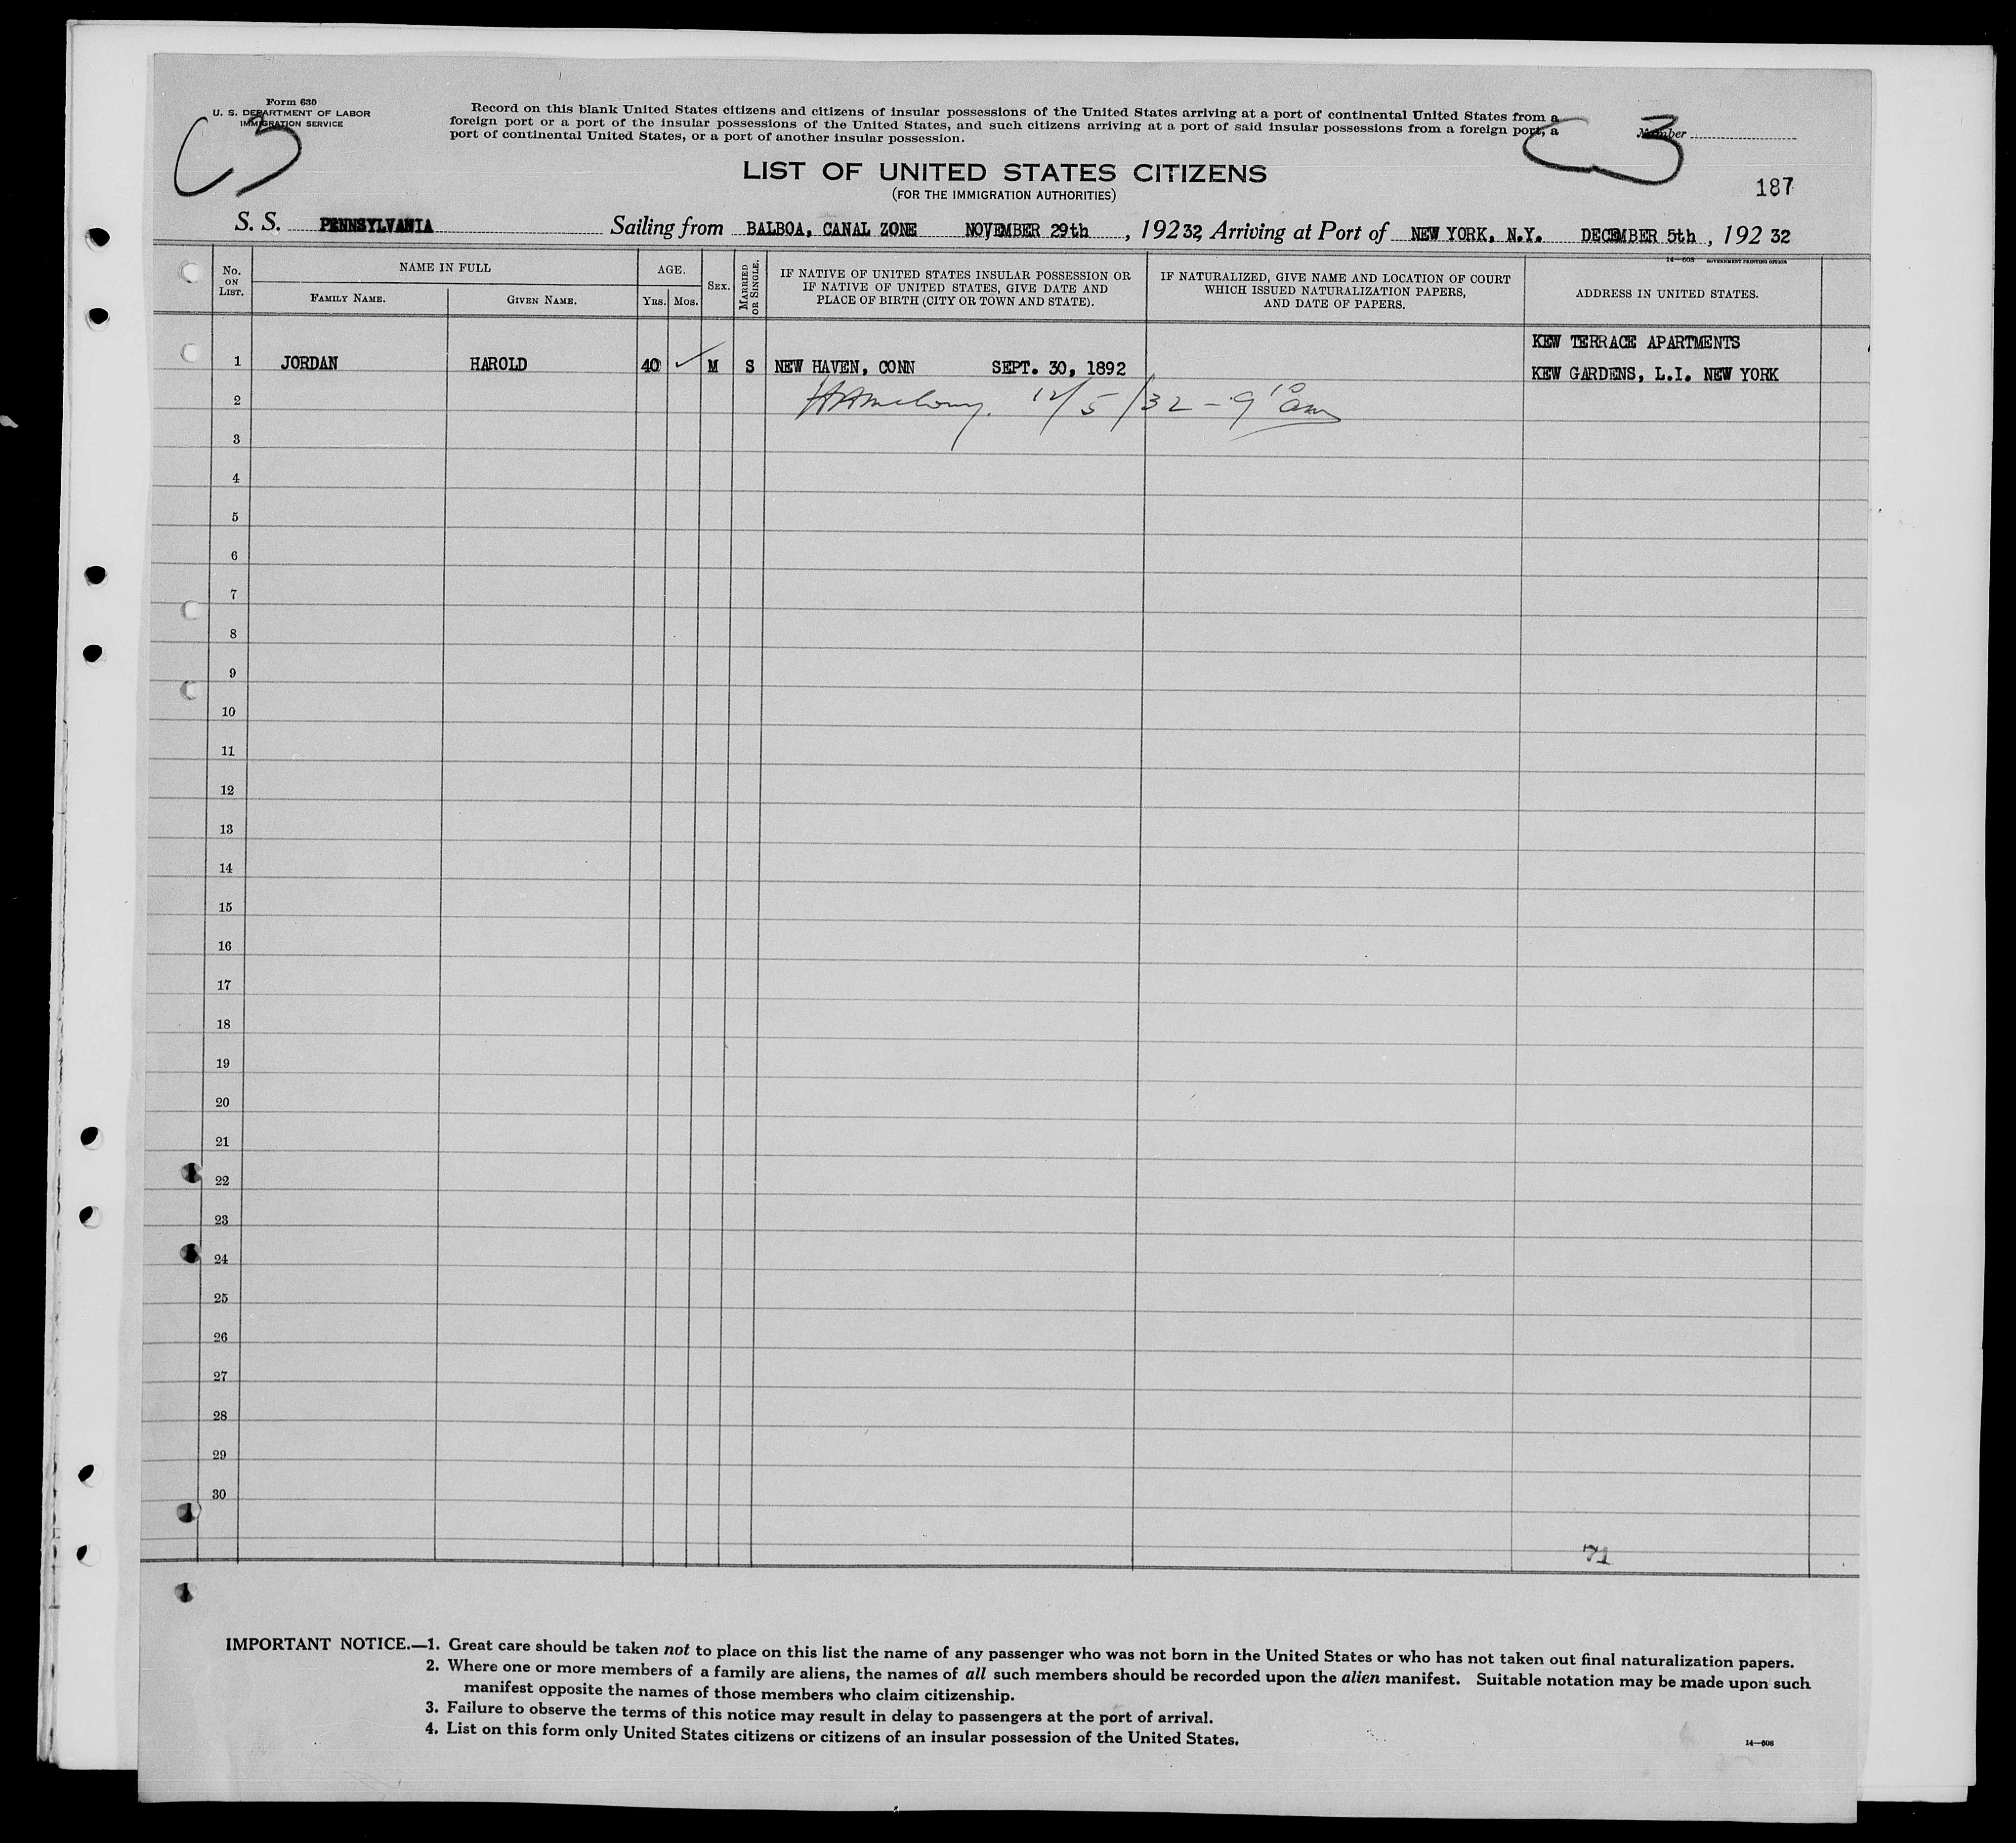 Form 630
U. S. DEPARTMENT OF LABOR
IMMIGRATION SERVICE
3
Record on this blank United States citizens and citizens of insular possessions of the United States arriving at a port of continental United States from a
foreign port or a port of the insular possessions of the United States, and such citizens arriving at a port of said insular possessions from a foreign port, a
port of continental United States, or a port of another insular possession.
Number
3
LIST OF UNITED STATES CITIZENS
(FOR THE IMMIGRATION AUTHORITIES)
187
S. S. PENNSYLVANIA Sailing from BALBOA, CANAL ZONE NOVEMBER 29th, 192 32, Arriving at Port of NEW YORK, N.Y. DECEMBER 5th, 192 32
14—608 GOVERNMENT PRINTING OFFICE
No. ON LIST.
NAME IN FULL
FAMILY NAME.
GIVEN NAME.
AGE.
YRS.
MOS.
SEX.
MARRIED OR SINGLE.
IF NATIVE OF UNITED STATES INSULAR POSSESSION OR
IF NATIVE OF UNITED STATES, GIVE DATE AND
PLACE OF BIRTH (CITY OR TOWN AND STATE).
IF NATURALIZED, GIVE NAME AND LOCATION OF COURT
WHICH ISSUED NATURALIZATION PAPERS,
AND DATE OF PAPERS.
ADDRESS IN UNITED STATES.
KEW TERRACE APARTMENTS
1 JORDAN HAROLD 40 ✓ M S NEW HAVEN, CONN SEPT. 30, 1892 KEW GARDENS, L.I. NEW YORK
2 12/5/32 – 9 10 am
3
4
5
6
7
8
9
10
11
12
13
14
15
16
17
18
19
20
21
22
23
24
25
26
27
28
29
30
71
IMPORTANT NOTICE.—1. Great care should be taken not to place on this list the name of any passenger who was not born in the United States or who has not taken out final naturalization papers.
2. Where one or more members of a family are aliens, the names of all such members should be recorded upon the alien manifest. Suitable notation may be made upon such
manifest opposite the names of those members who claim citizenship.
3. Failure to observe the terms of this notice may result in delay to passengers at the port of arrival.
4. List on this form only United States citizens or citizens of an insular possession of the United States.
14—608